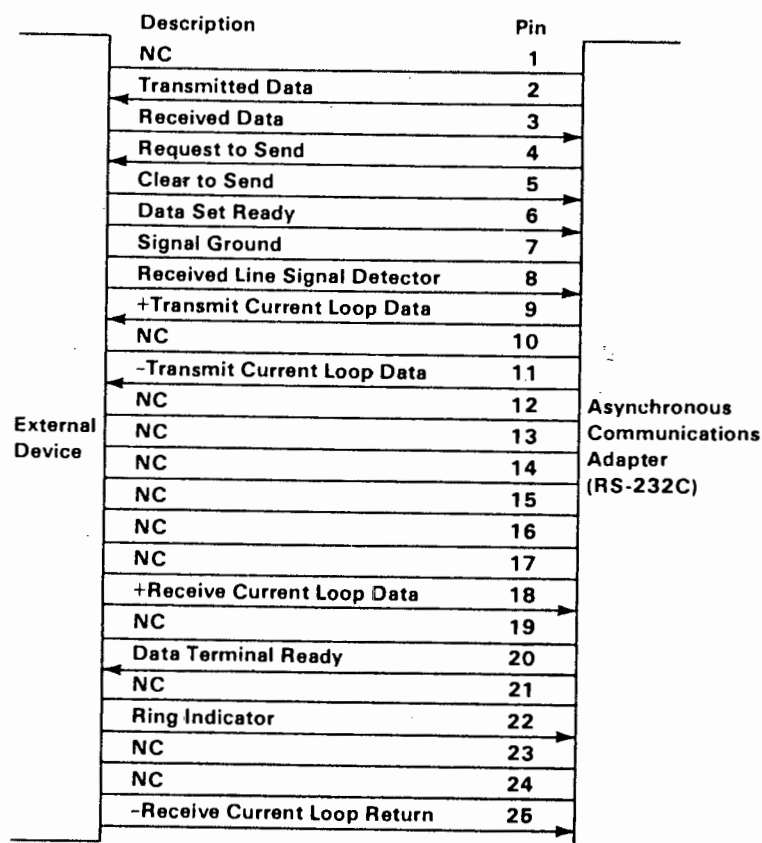 Description Pin
NC 1
Transmitted Data 2
Received Data 3
Request to Send 4
Clear to Send 5
Data Set Ready 6
Signal Ground 7
Received Line Signal Detector 8
+Transmit Current Loop Data 9
NC 10
-Transmit Current Loop Data 11
NC 12
NC 13
NC 14
NC 15
NC 16
NC 17
+Receive Current Loop Data 18
NC 19
Data Terminal Ready 20
NC 21
Ring Indicator 22
NC 23
NC 24
-Receive Current Loop Return 25
External
Device
Asynchronous
Communications
Adapter
(RS-232C)